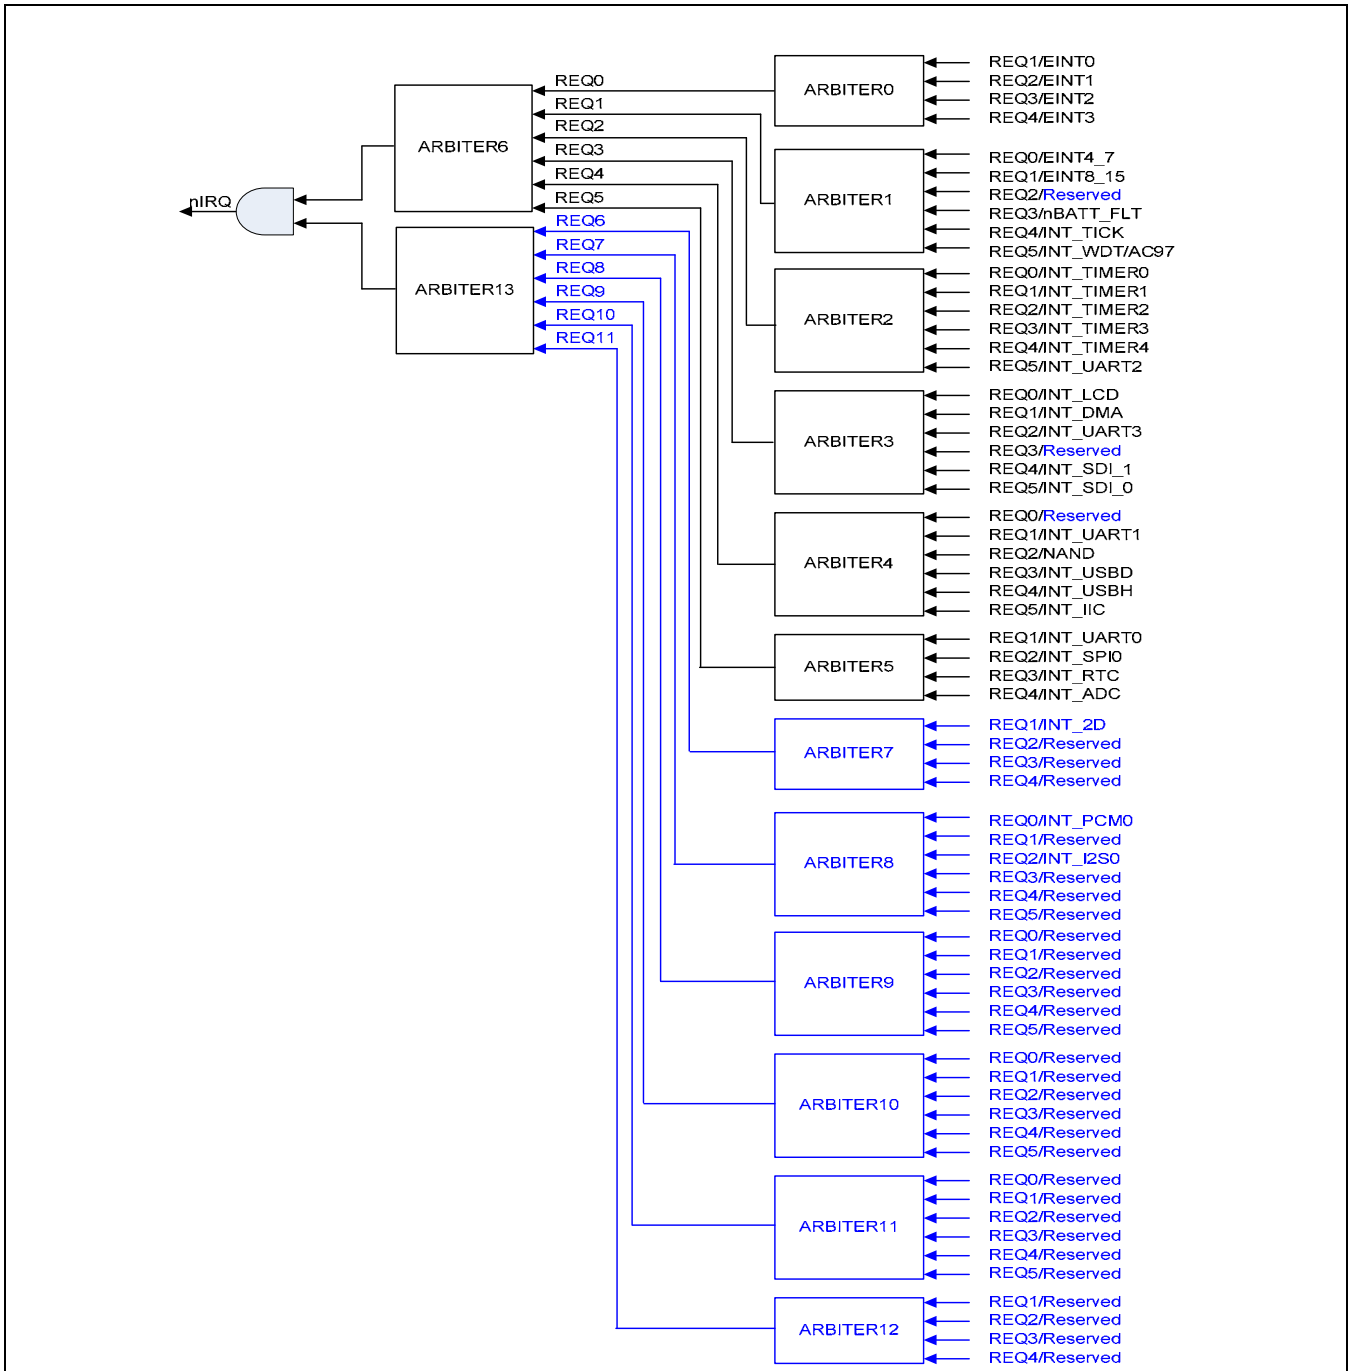 nIRQ
ARBITER6
ARBITER13
REQ0
REQ1
REQ2
REQ3
REQ4
REQ5
REQ6
REQ7
REQ8
REQ9
REQ10
REQ11
ARBITER0
REQ1/EINT0
REQ2/EINT1
REQ3/EINT2
REQ4/EINT3
ARBITER1
REQ0/EINT4_7
REQ1/EINT8_15
REQ2/Reserved
REQ3/nBATT_FLT
REQ4/INT_TICK
REQ5/INT_WDT/AC97
ARBITER2
REQ0/INT_TIMER0
REQ1/INT_TIMER1
REQ2/INT_TIMER2
REQ3/INT_TIMER3
REQ4/INT_TIMER4
REQ5/INT_UART2
ARBITER3
REQ0/INT_LCD
REQ1/INT_DMA
REQ2/INT_UART3
REQ3/Reserved
REQ4/INT_SDI_1
REQ5/INT_SDI_0
ARBITER4
REQ0/Reserved
REQ1/INT_UART1
REQ2/NAND
REQ3/INT_USBD
REQ4/INT_USBH
REQ5/INT_IIC
ARBITER5
REQ1/INT_UART0
REQ2/INT_SPI0
REQ3/INT_RTC
REQ4/INT_ADC
ARBITER7
REQ1/INT_2D
REQ2/Reserved
REQ3/Reserved
REQ4/Reserved
ARBITER8
REQ0/INT_PCM0
REQ1/Reserved
REQ2/INT_I2S0
REQ3/Reserved
REQ4/Reserved
REQ5/Reserved
ARBITER9
REQ0/Reserved
REQ1/Reserved
REQ2/Reserved
REQ3/Reserved
REQ4/Reserved
REQ5/Reserved
ARBITER10
REQ0/Reserved
REQ1/Reserved
REQ2/Reserved
REQ3/Reserved
REQ4/Reserved
REQ5/Reserved
ARBITER11
REQ0/Reserved
REQ1/Reserved
REQ2/Reserved
REQ3/Reserved
REQ4/Reserved
REQ5/Reserved
ARBITER12
REQ1/Reserved
REQ2/Reserved
REQ3/Reserved
REQ4/Reserved